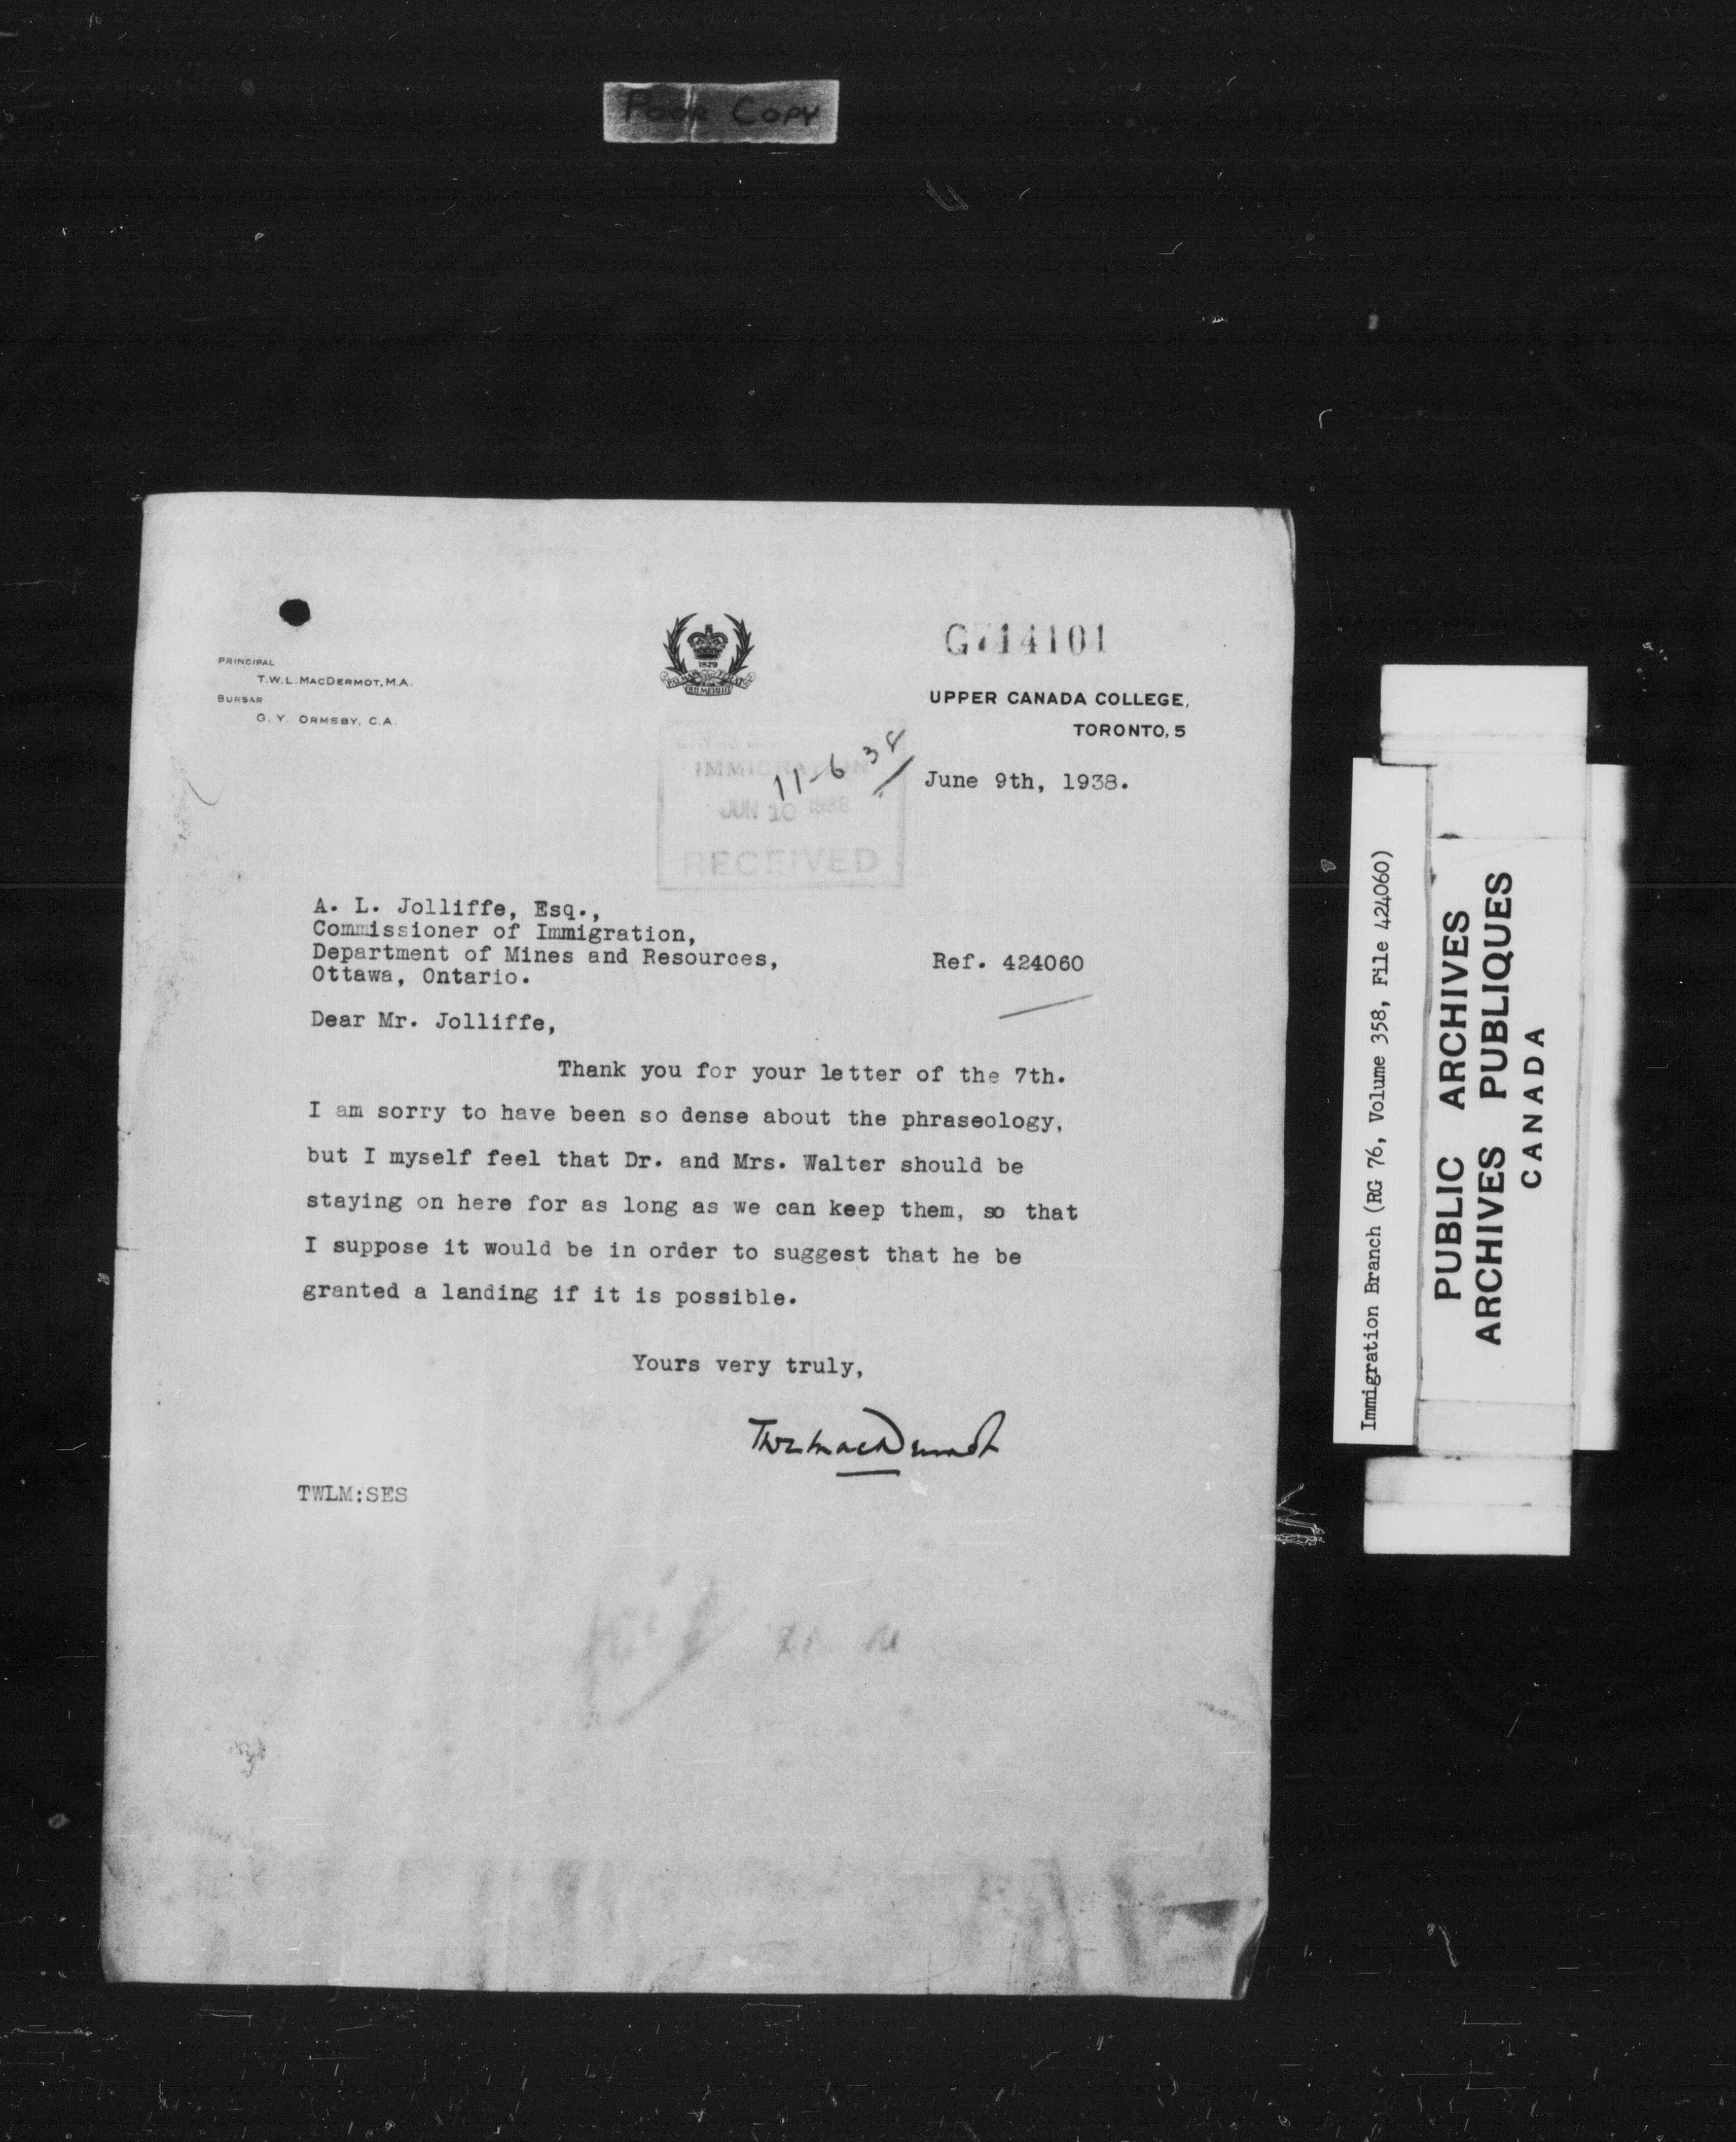 Poor Copy
PRINCIPAL
T.W.L. MACDERMOT, M.A.
BURSAR
G. Y. ORMSBY, C.A.
1829
G714101
UPPER CANADA COLLEGE,
TORONTO, 5
11-6 38
IMMIGRATION
JUN 10 1938
RECEIVED
June 9th, 1938.
A. L. Jolliffe, Esq.,
Commissioner of Immigration,
Department of Mines and Resources,
Ottawa, Ontario.
Ref. 424060
Dear Mr. Jolliffe,
Thank you for your letter of the 7th.
I am sorry to have been so dense about the phraseology,
but I myself feel that Dr. and Mrs. Walter should be
staying on here for as long as we can keep them, so that
I suppose it would be in order to suggest that he be
granted a landing if it is possible.
Yours very truly,
TWLMacDermot
TWLM:SES
Immigration Branch (RG 76, Volume 358, File 424060)
PUBLIC ARCHIVES
ARCHIVES PUBLIQUES
CANADA